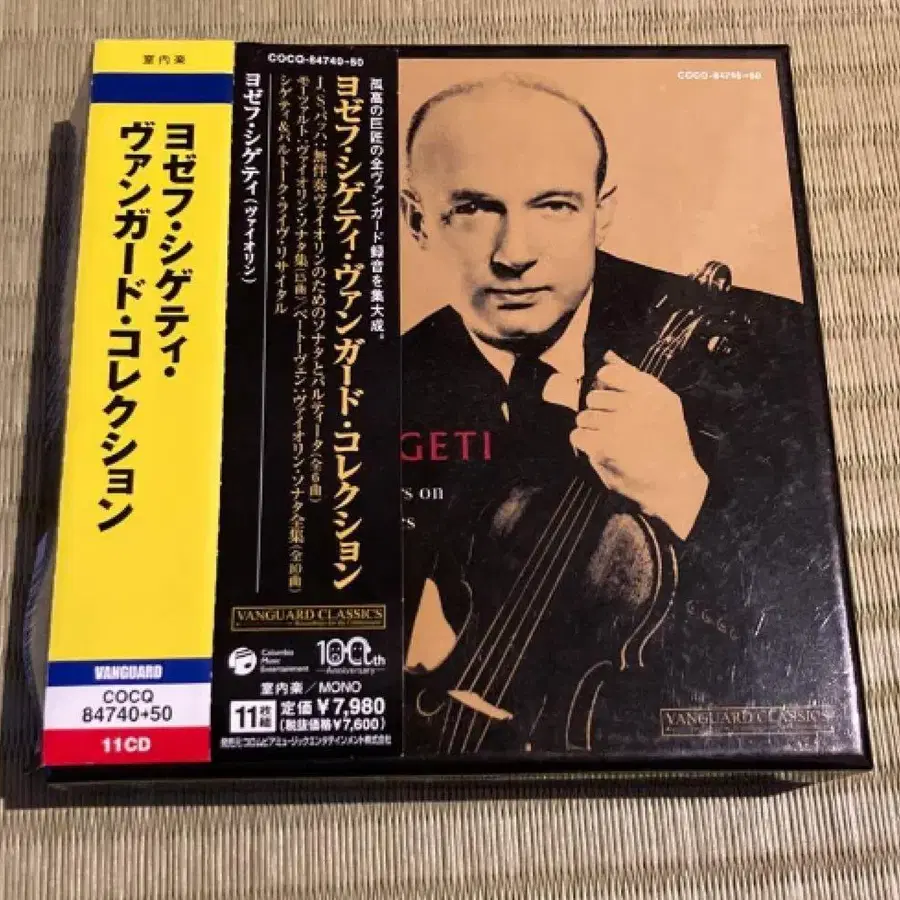 室内楽
ヨゼフ・シゲティ・
ヴァンガード・コレクション
VANGUARD
COCQ
84740→50
11CD
COCQ-84740→50
孤高の巨匠の全ヴァンガード録音を集大成。
ヨゼフ・シゲティ・ヴァンガード・コレクション
J.S.バッハ:無伴奏ヴァイオリンのためのソナタとパルティータ(全6曲)
モーツァルト:ヴァイオリン・ソナタ集(15曲)/ベートーヴェン:ヴァイオリン・ソナタ全集(全10曲)
シゲティ&バルトーク・ライヴ・リサイタル
ヨゼフ・シゲティ(ヴァイオリン)
VANGUARD CLASSICS
Columbia
Music
Entertainment
100th
Anniversary
室内楽/MONO
11枚組
定価¥7,980
(税抜価格¥7,600)
発売元:コロムビアミュージックエンタテインメント株式会社
COCQ-84740→50
GETI
rs on
es
VANGUARD CLASSICS